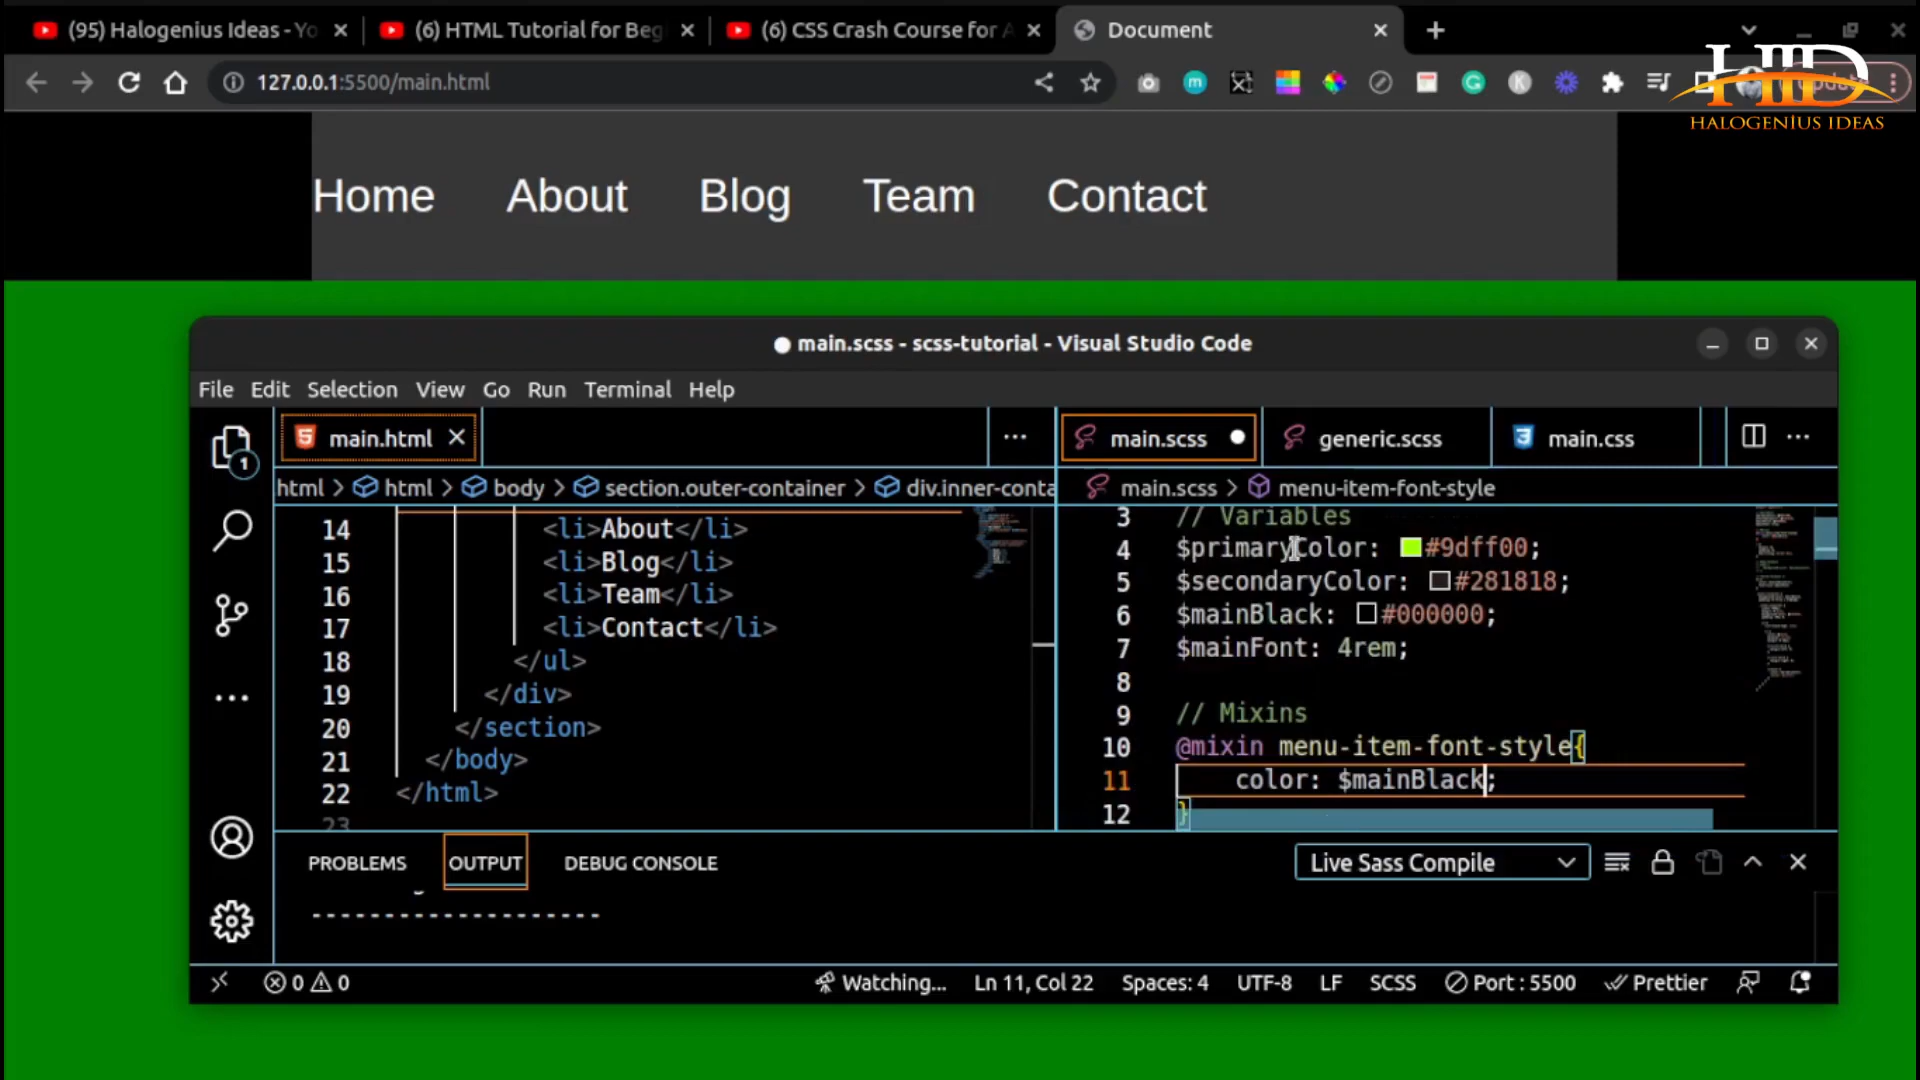 (95) Halogenius Ideas - Yo
(6) HTML Tutorial for Beg
(6) CSS Crash Course for A
Document
127.0.0.1:5500/main.html
HID
HALOGENIUS IDEAS
Home About Blog Team Contact
main.scss - scss-tutorial - Visual Studio Code
File Edit Selection View Go Run Terminal Help
main.html
main.scss
generic.scss
main.css
html > html > body > section.outer-container > div.inner-conta
main.scss > menu-item-font-style
14 <li>About</li>
15 <li>Blog</li>
16 <li>Team</li>
17 <li>Contact</li>
18 </ul>
19 </div>
20 </section>
21 </body>
22 </html>
23
3 // Variables
4 $primaryColor: #9dff00;
5 $secondaryColor: #281818;
6 $mainBlack: #000000;
7 $mainFont: 4rem;
8
9 // Mixins
10 @mixin menu-item-font-style{
11 color: $mainBlack;
12 }
PROBLEMS OUTPUT DEBUG CONSOLE
Live Sass Compile
--------------------
0 0 Watching... Ln 11, Col 22 Spaces: 4 UTF-8 LF SCSS Port : 5500 Prettier